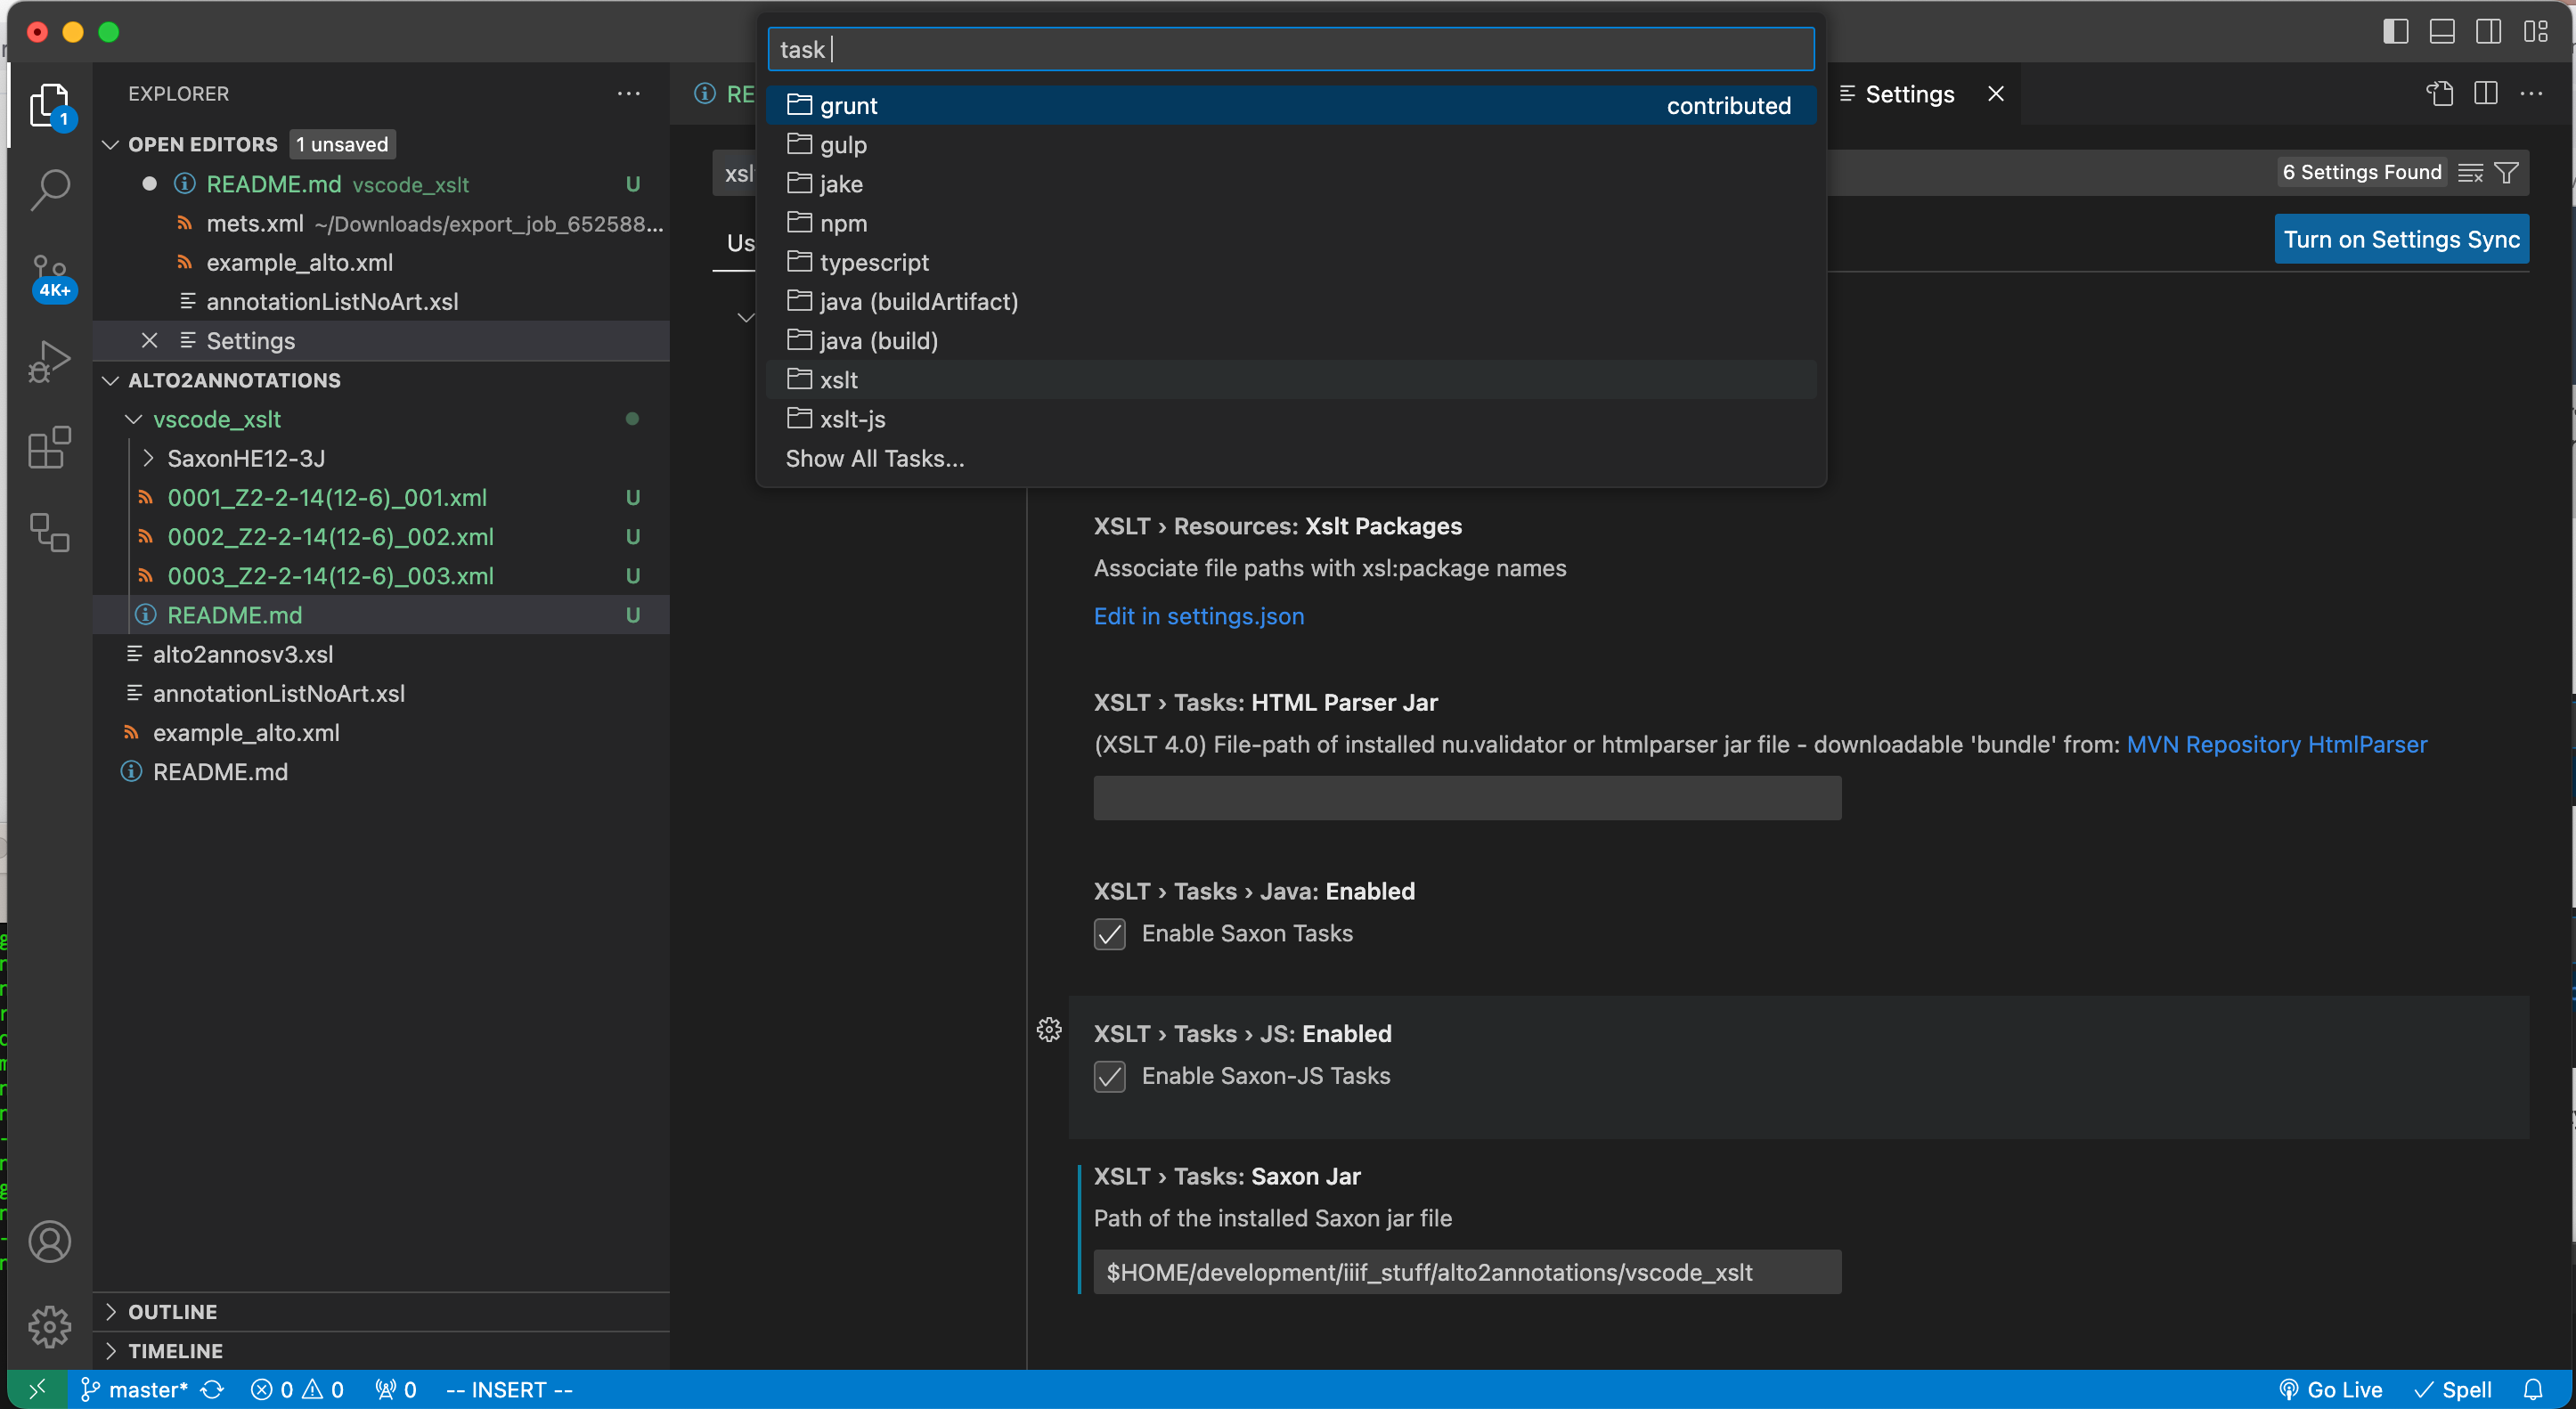 task
EXPLORER
OPEN EDITORS 1 unsaved
README.md vscode_xslt U
mets.xml ~/Downloads/export_job_652588...
example_alto.xml
annotationListNoArt.xsl
Settings
ALTO2ANNOTATIONS
vscode_xslt
SaxonHE12-3J
0001_Z2-2-14(12-6)_001.xml U
0002_Z2-2-14(12-6)_002.xml U
0003_Z2-2-14(12-6)_003.xml U
README.md U
alto2annosv3.xsl
annotationListNoArt.xsl
example_alto.xml
README.md
OUTLINE
TIMELINE
1
4K+
RE
Settings
grunt contributed
gulp
jake
npm
typescript
java (buildArtifact)
java (build)
xslt
xslt-js
Show All Tasks...
xsl
6 Settings Found
Us
Turn on Settings Sync
XSLT › Resources: Xslt Packages
Associate file paths with xsl:package names
Edit in settings.json
XSLT › Tasks: HTML Parser Jar
(XSLT 4.0) File-path of installed nu.validator or htmlparser jar file - downloadable 'bundle' from: MVN Repository HtmlParser
XSLT › Tasks › Java: Enabled
Enable Saxon Tasks
XSLT › Tasks › JS: Enabled
Enable Saxon-JS Tasks
XSLT › Tasks: Saxon Jar
Path of the installed Saxon jar file
$HOME/development/iiif_stuff/alto2annotations/vscode_xslt
master* 0 0 0 -- INSERT -- Go Live Spell